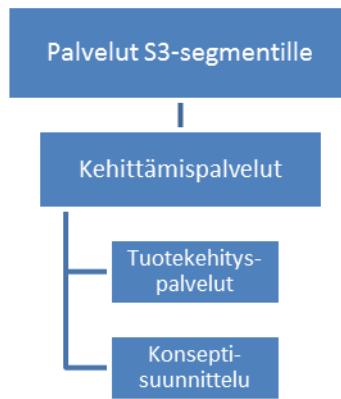 Palvelut S3-segmentille
Kehittämispalvelut
Tuotekehitys-
palvelut
Konsepti-
suunnittelu